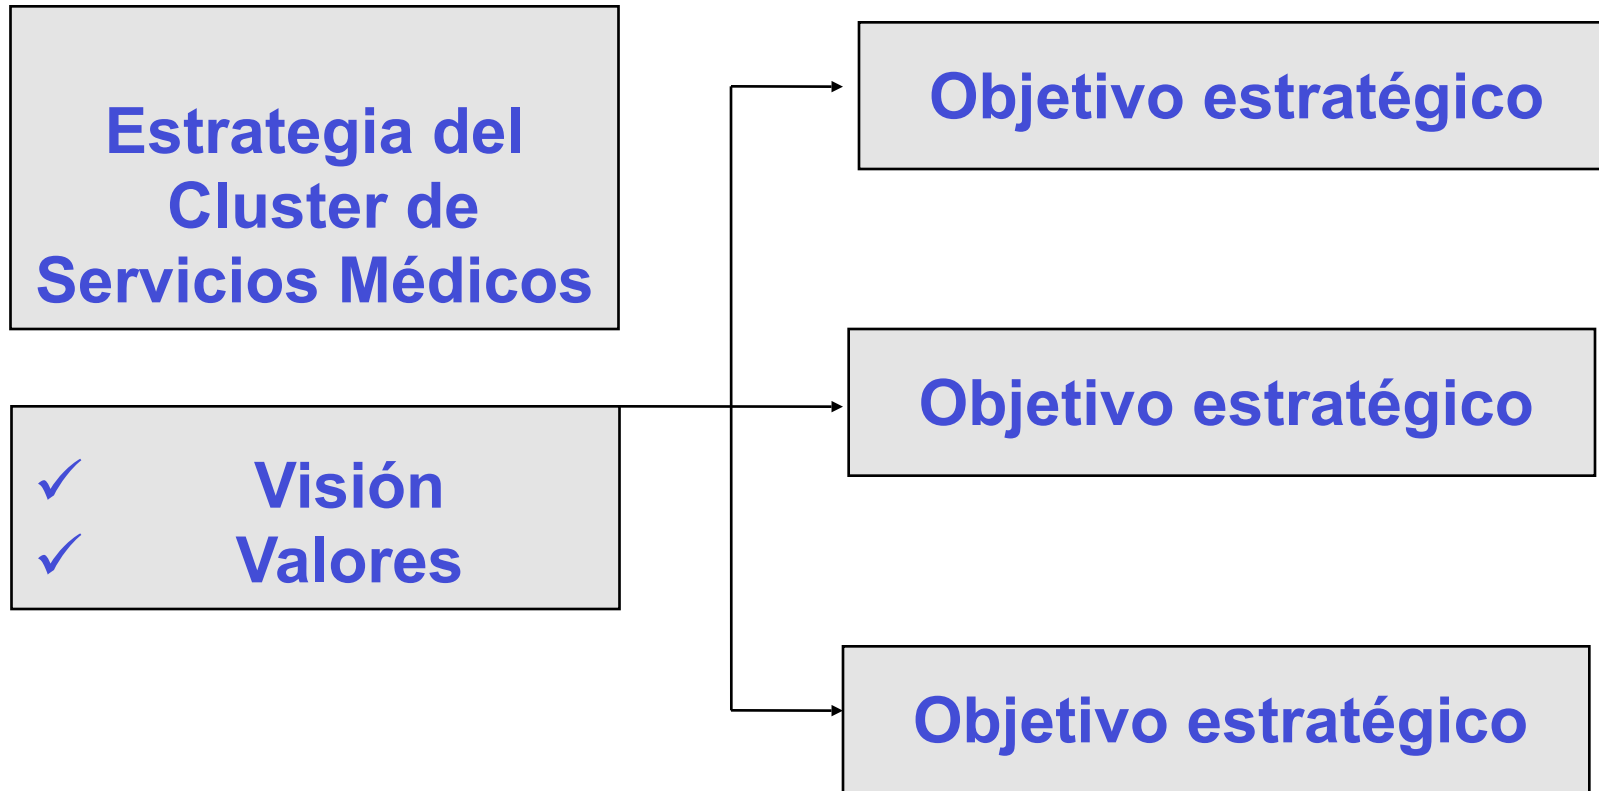 Estrategia del
Cluster de
Servicios Médicos
✓ Visión
✓ Valores
Objetivo estratégico
Objetivo estratégico
Objetivo estratégico